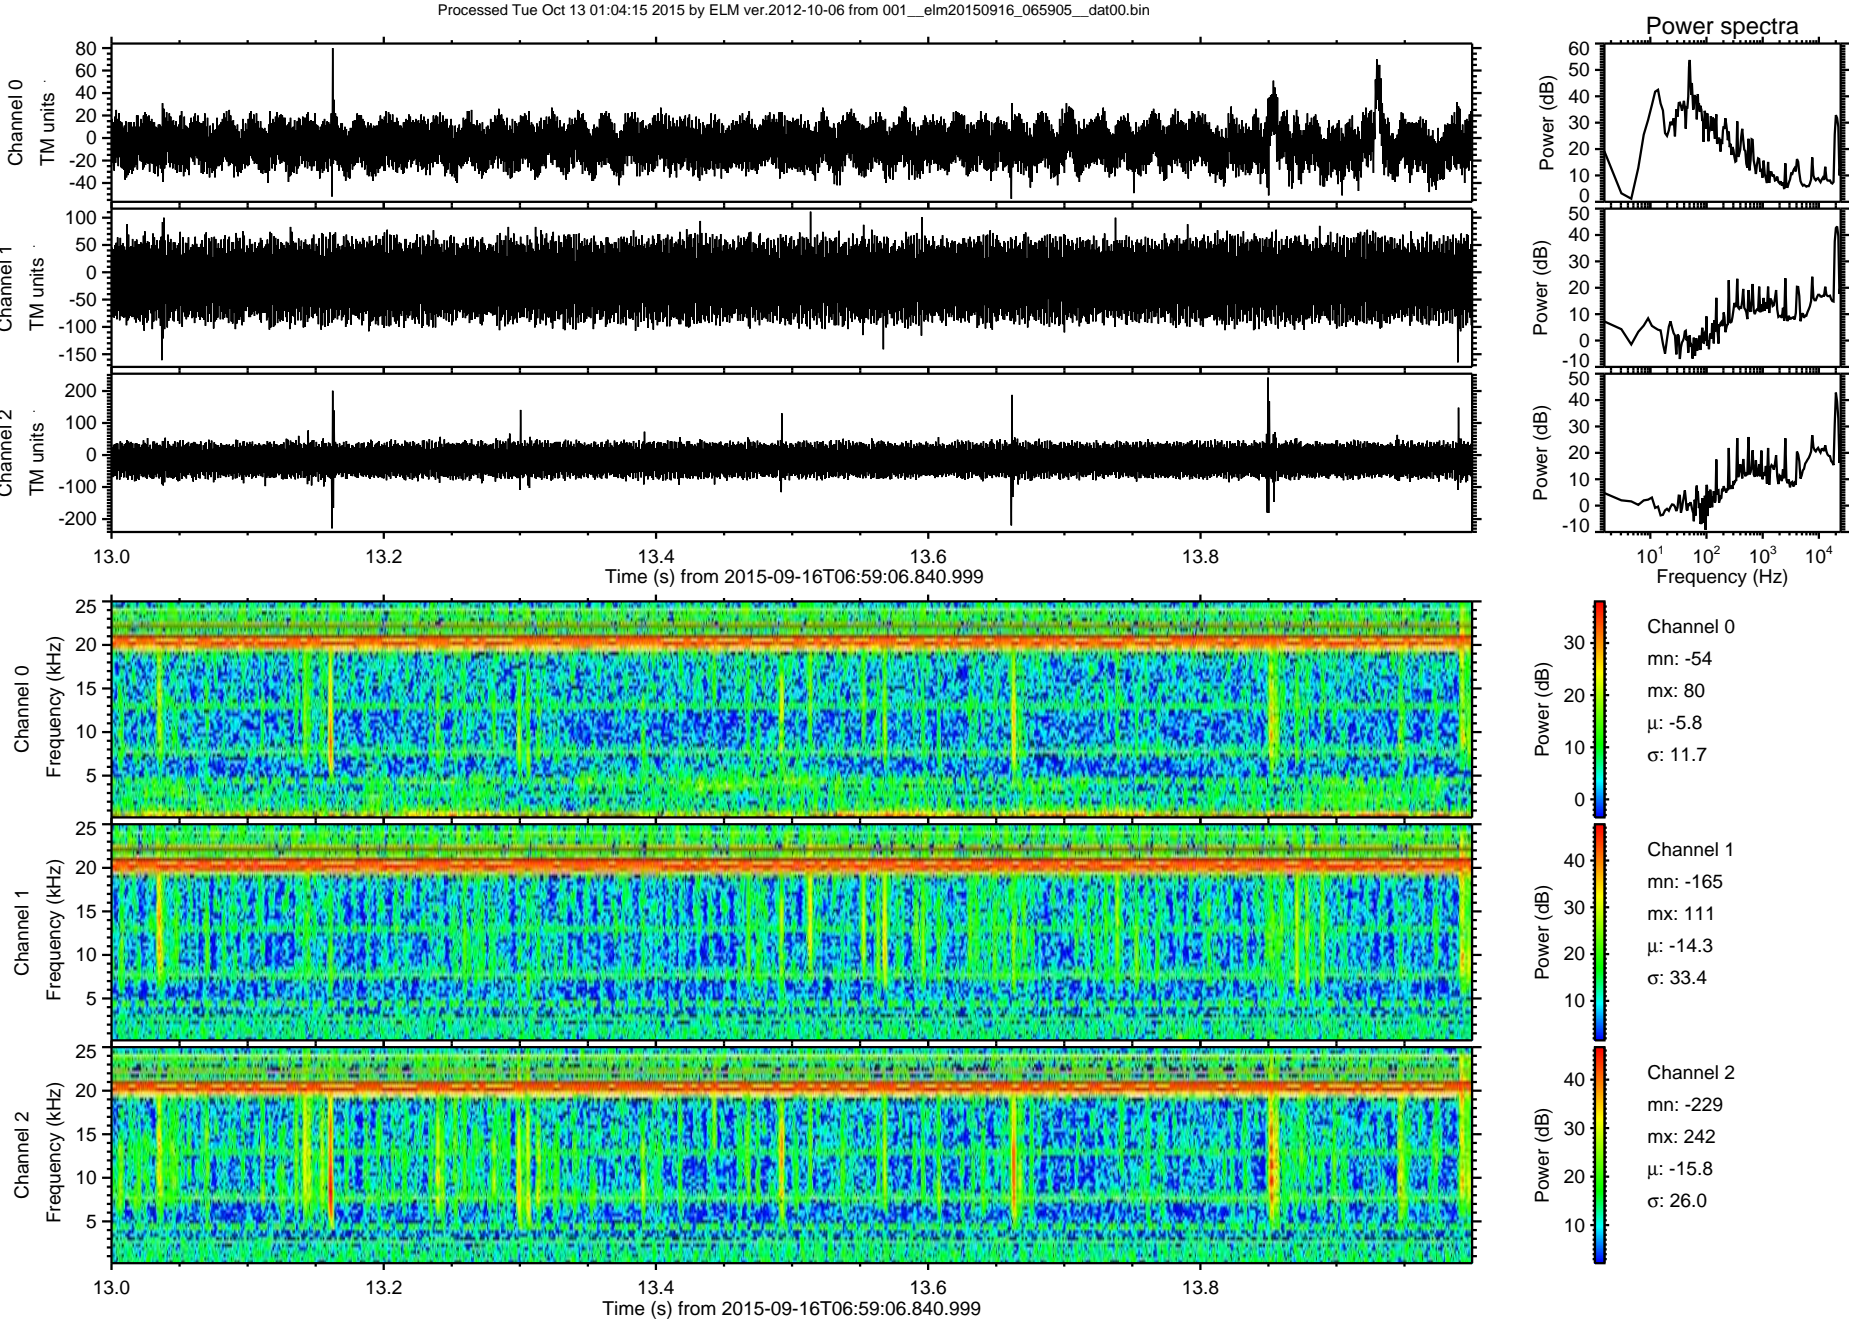 Processed Tue Oct 13 01:04:15 2015 by ELM ver.2012-10-06 from 001__elm20150916_065905__dat00.bin
Power spectra
Channel 0
TM units
80
60
40
20
0
-20
-40
Power (dB)
60
50
40
30
20
10
0
Channel 1
TM units
100
50
0
-50
-100
-150
Power (dB)
50
40
30
20
10
0
-10
Channel 2
TM units
200
100
0
-100
-200
Power (dB)
50
40
30
20
10
0
-10
13.0 13.2 13.4 13.6 13.8
Time (s) from 2015-09-16T06:59:06.840.999
10¹ 10² 10³ 10⁴
Frequency (Hz)
Channel 0
Frequency (kHz)
25
20
15
10
5
Power (dB)
30
20
10
0
Channel 0
mn: -54
mx: 80
μ: -5.8
σ: 11.7
Channel 1
Frequency (kHz)
25
20
15
10
5
Power (dB)
40
30
20
10
Channel 1
mn: -165
mx: 111
μ: -14.3
σ: 33.4
Channel 2
Frequency (kHz)
25
20
15
10
5
Power (dB)
40
30
20
10
Channel 2
mn: -229
mx: 242
μ: -15.8
σ: 26.0
13.0 13.2 13.4 13.6 13.8
Time (s) from 2015-09-16T06:59:06.840.999